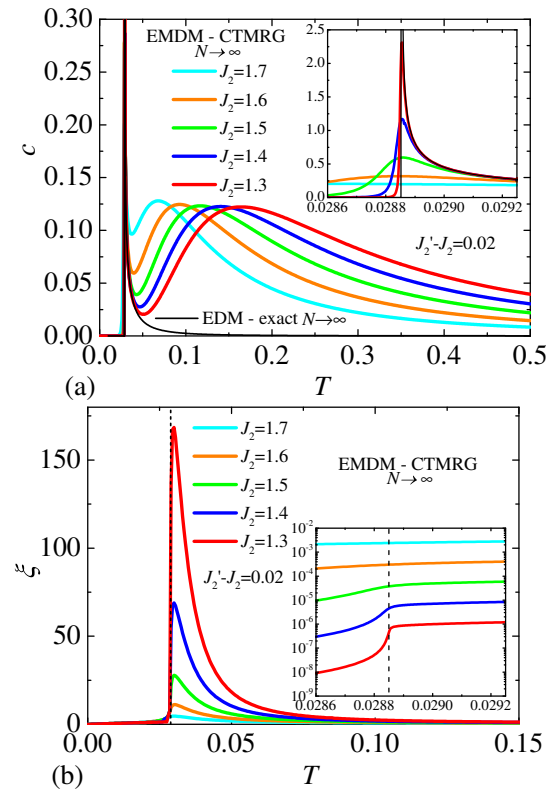 0.30
0.25
0.20
0.15
0.10
0.05
0.00
c
EMDM - CTMRG
N→∞
J₂=1.7
J₂=1.6
J₂=1.5
J₂=1.4
J₂=1.3
2.5
2.0
1.5
1.0
0.5
0.0
0.0286 0.0288 0.0290 0.0292
J₂'-J₂=0.02
EDM - exact N→∞
0.0 0.1 0.2 0.3 0.4 0.5
(a) T
150
100
50
0
ξ
J₂=1.7
J₂=1.6
J₂=1.5
J₂=1.4
J₂=1.3
J₂'-J₂=0.02
EMDM - CTMRG
N→∞
10⁻²
10⁻³
10⁻⁴
10⁻⁵
10⁻⁶
10⁻⁷
10⁻⁸
10⁻⁹
0.0286 0.0288 0.0290 0.0292
0.00 0.05 0.10 0.15
(b) T